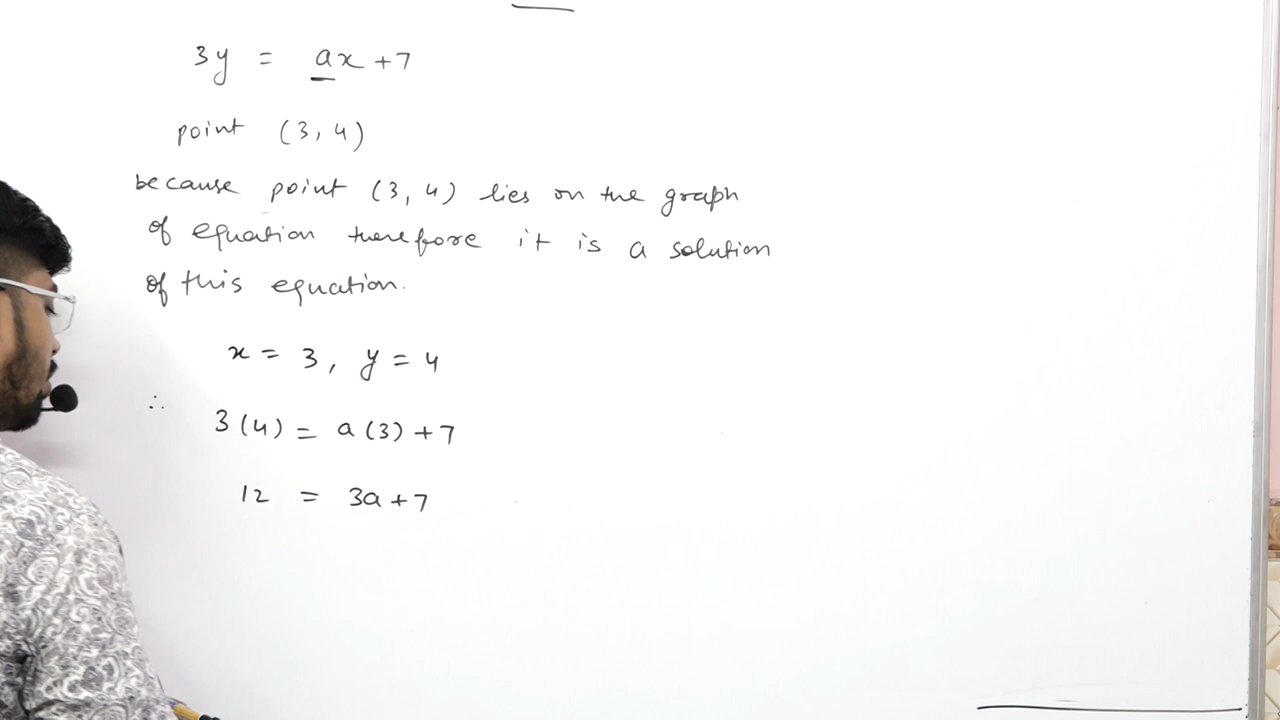 3y = ax + 7
point (3, 4)
because point (3, 4) lies on the graph
of equation therefore it is a solution
of this equation.
x = 3, y = 4
∴ 3(4) = a(3) + 7
12 = 3a + 7